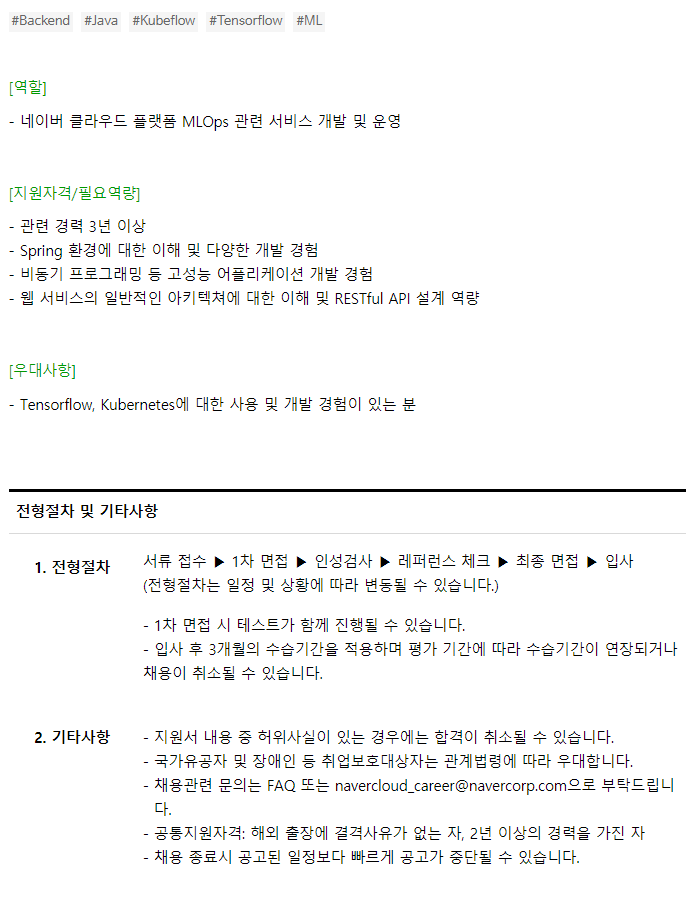 #Backend #Java #Kubeflow #Tensorflow #ML
[역할]
- 네이버 클라우드 플랫폼 MLOps 관련 서비스 개발 및 운영
[지원자격/필요역량]
- 관련 경력 3년 이상
- Spring 환경에 대한 이해 및 다양한 개발 경험
- 비동기 프로그래밍 등 고성능 어플리케이션 개발 경험
- 웹 서비스의 일반적인 아키텍쳐에 대한 이해 및 RESTful API 설계 역량
[우대사항]
- Tensorflow, Kubernetes에 대한 사용 및 개발 경험이 있는 분
전형절차 및 기타사항
1. 전형절차
서류 접수 ▶ 1차 면접 ▶ 인성검사 ▶ 레퍼런스 체크 ▶ 최종 면접 ▶ 입사
(전형절차는 일정 및 상황에 따라 변동될 수 있습니다.)
- 1차 면접 시 테스트가 함께 진행될 수 있습니다.
- 입사 후 3개월의 수습기간을 적용하며 평가 기간에 따라 수습기간이 연장되거나
채용이 취소될 수 있습니다.
2. 기타사항
- 지원서 내용 중 허위사실이 있는 경우에는 합격이 취소될 수 있습니다.
- 국가유공자 및 장애인 등 취업보호대상자는 관계법령에 따라 우대합니다.
- 채용관련 문의는 FAQ 또는 navercloud_career@navercorp.com으로 부탁드립니
다.
- 공통지원자격: 해외 출장에 결격사유가 없는 자, 2년 이상의 경력을 가진 자
- 채용 종료시 공고된 일정보다 빠르게 공고가 중단될 수 있습니다.